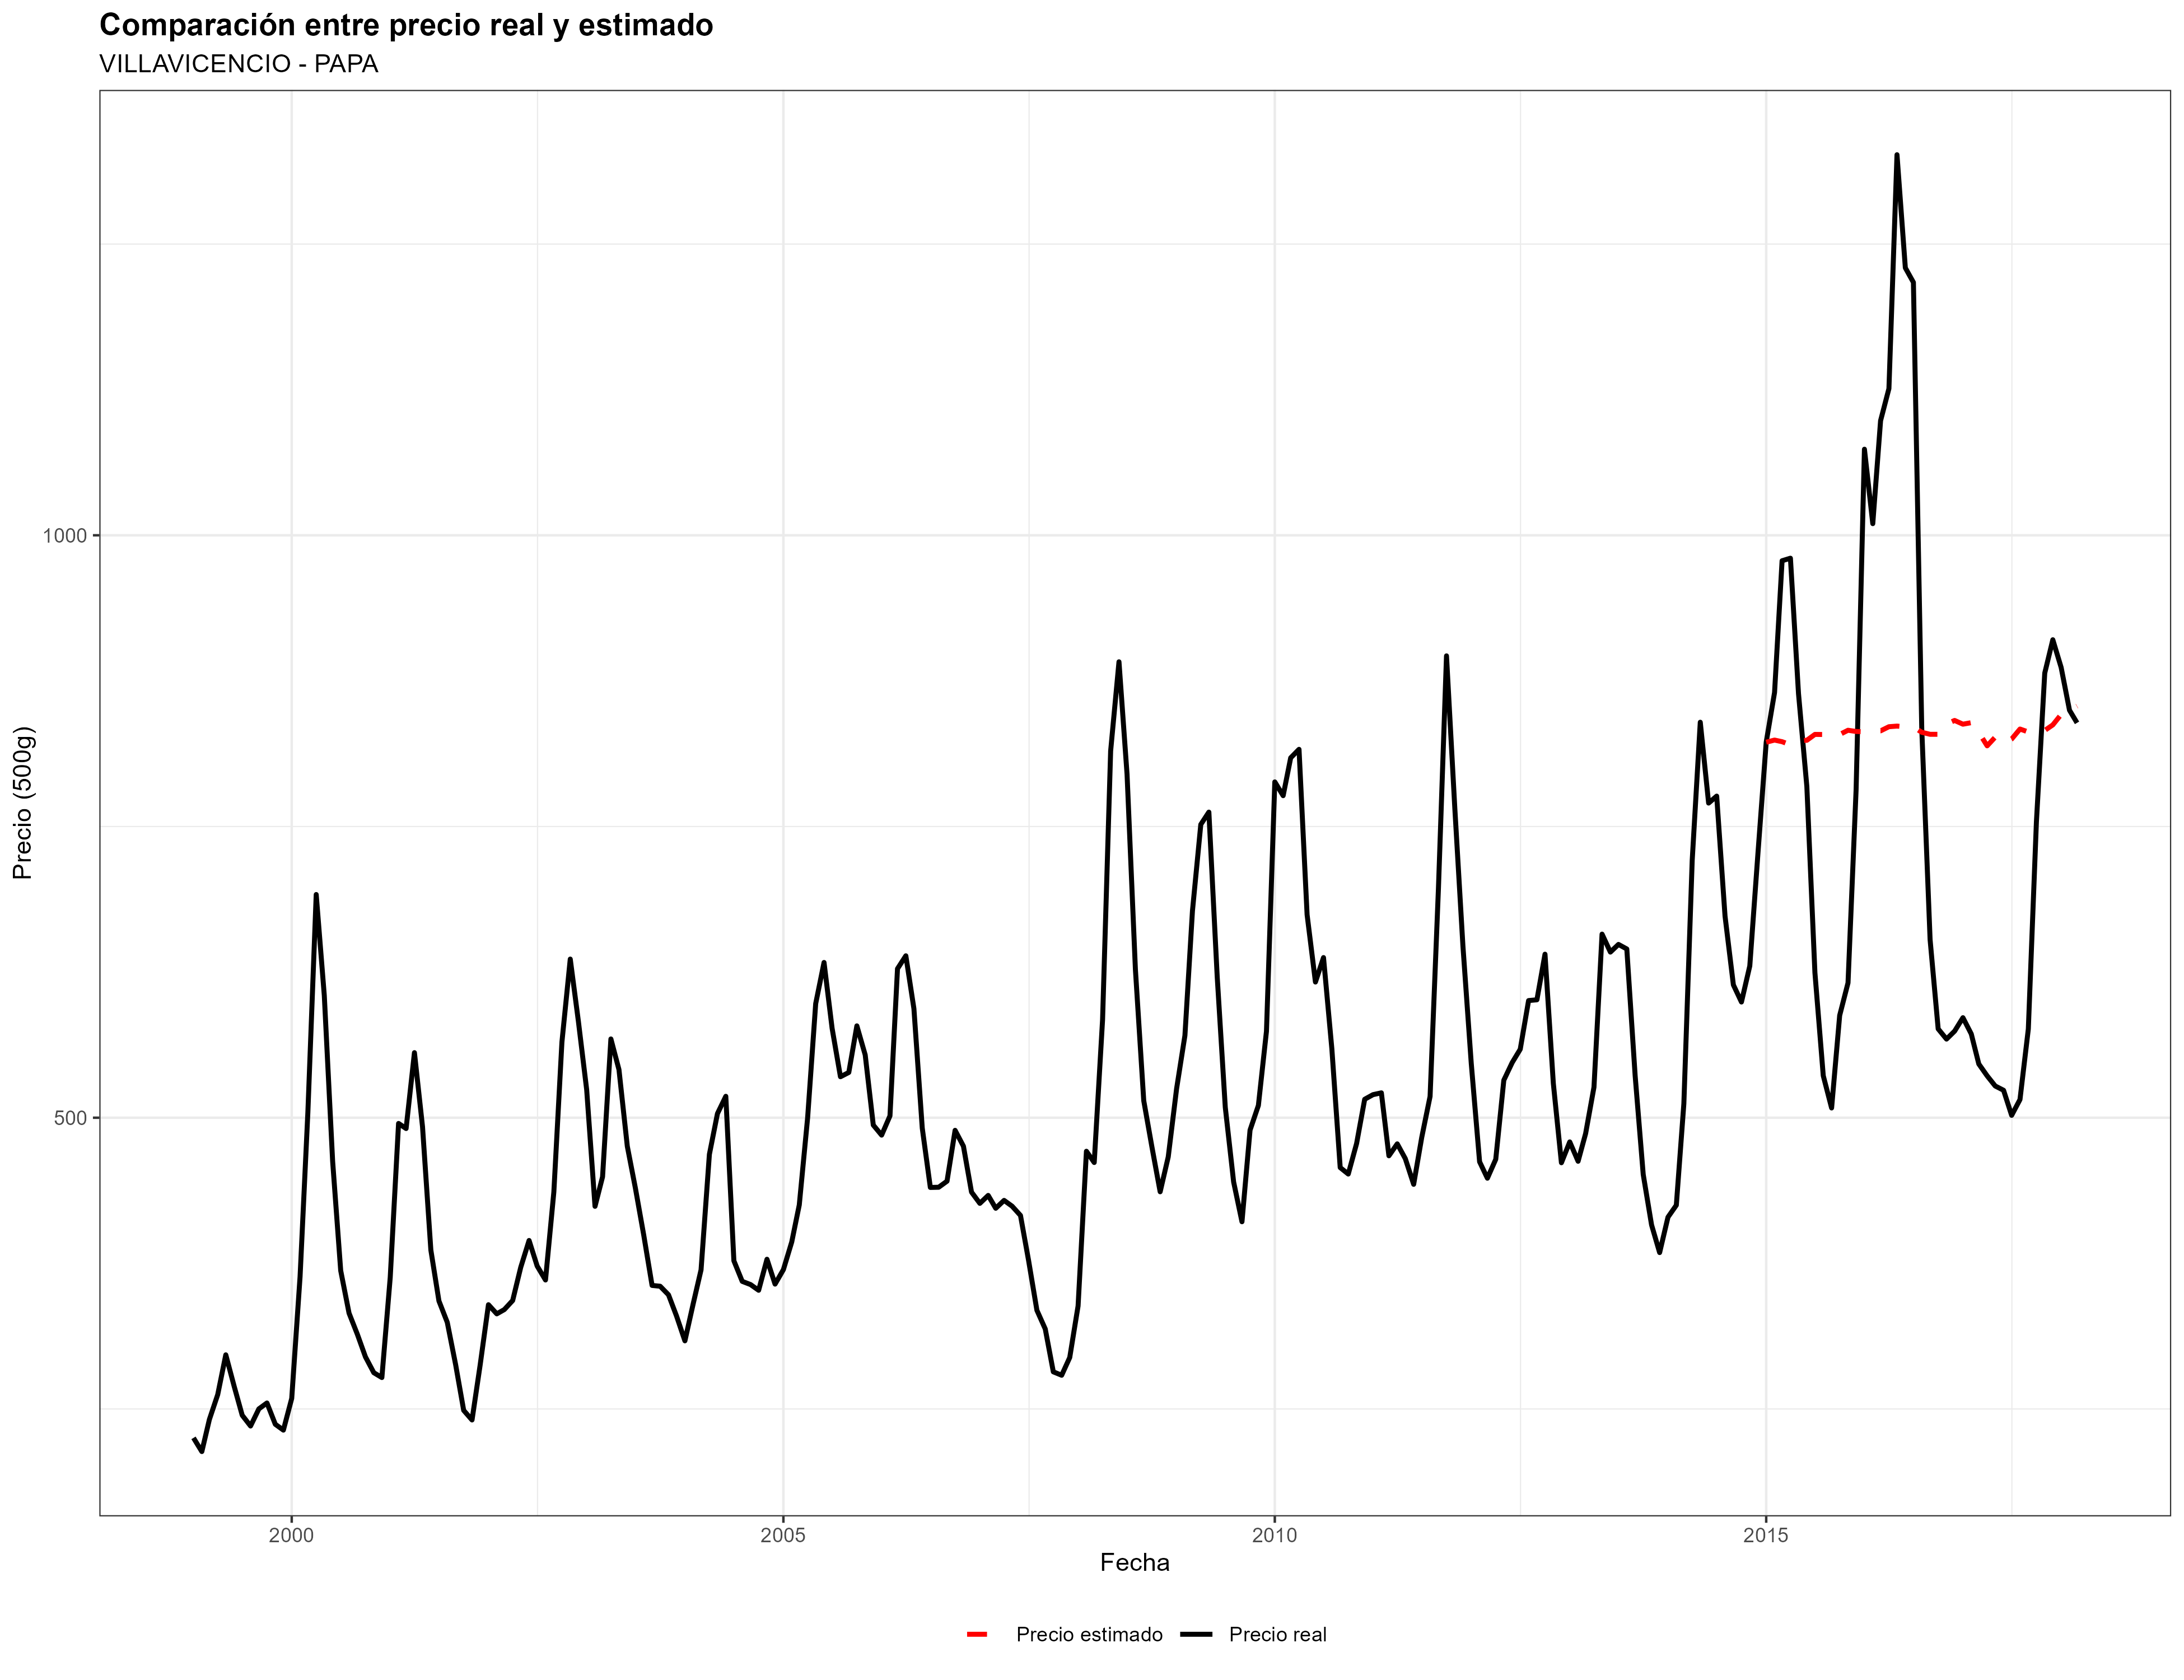 Comparación entre precio real y estimado
VILLAVICENCIO - PAPA
Precio (500g)
1000
500
2000 2005 2010 2015
Fecha
Precio estimado Precio real